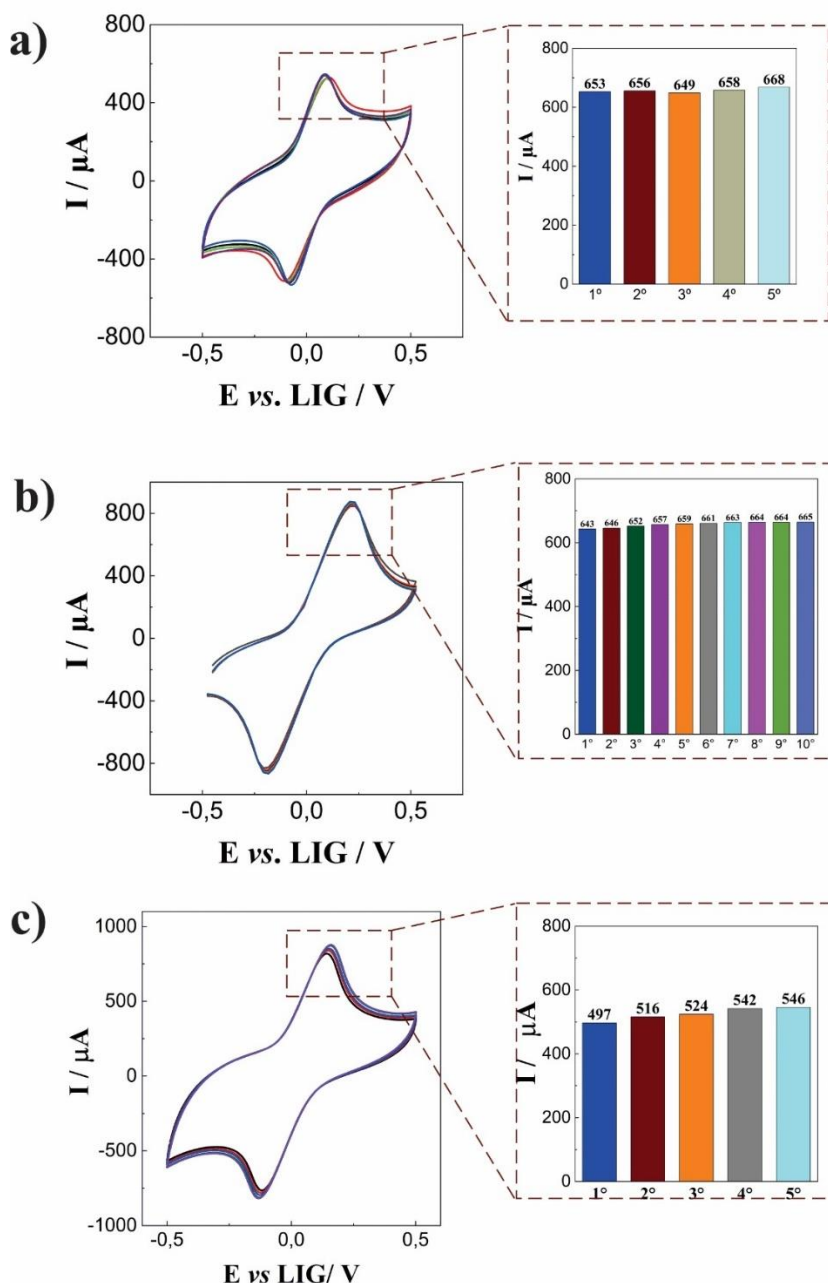 a)
800
400
0
-400
-800
-0,5 0,0 0,5
I / µA
E vs. LIG / V
800
600
400
200
0
I / µA
653 656 649 658 668
1º 2º 3º 4º 5º
b)
800
400
0
-400
-800
-0,5 0,0 0,5
I / µA
E vs. LIG / V
800
600
400
200
0
I / µA
643 646 652 657 659 661 663 664 664 665
1° 2° 3° 4° 5° 6° 7° 8° 9° 10°
c)
1000
500
0
-500
-1000
-0,5 0,0 0,5
I / µA
E vs LIG/ V
800
600
400
200
0
I / µA
497 516 524 542 546
1° 2° 3° 4° 5°